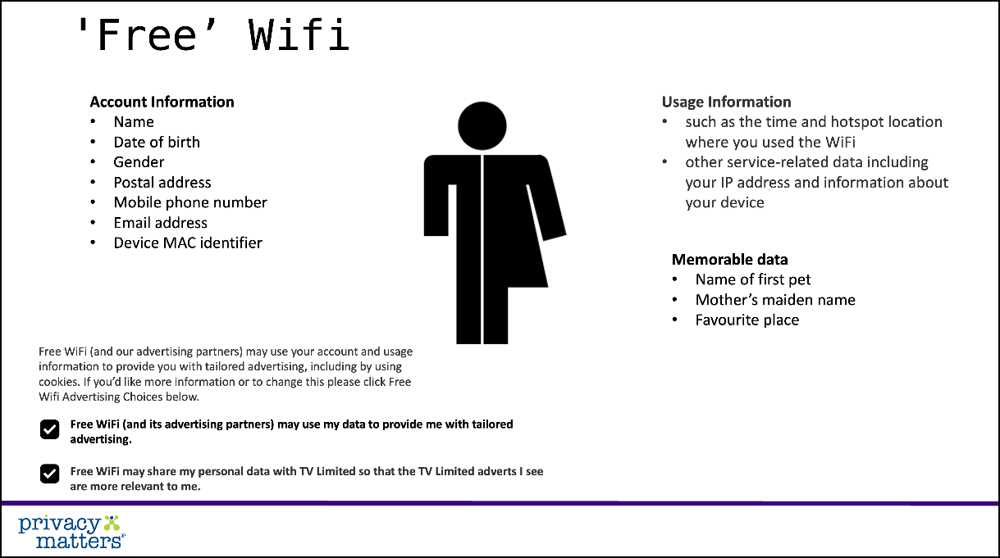 'Free’ Wifi
Account Information
• Name
• Date of birth
• Gender
• Postal address
• Mobile phone number
• Email address
• Device MAC identifier
Usage Information
• such as the time and hotspot location
where you used the WiFi
• other service-related data including
your IP address and information about
your device
Memorable data
• Name of first pet
• Mother’s maiden name
• Favourite place
Free WiFi (and our advertising partners) may use your account and usage
information to provide you with tailored advertising, including by using
cookies. If you’d like more information or to change this please click Free
Wifi Advertising Choices below.
Free WiFi (and its advertising partners) may use my data to provide me with tailored
advertising.
Free WiFi may share my personal data with TV Limited so that the TV Limited adverts I see
are more relevant to me.
privacy
matters®